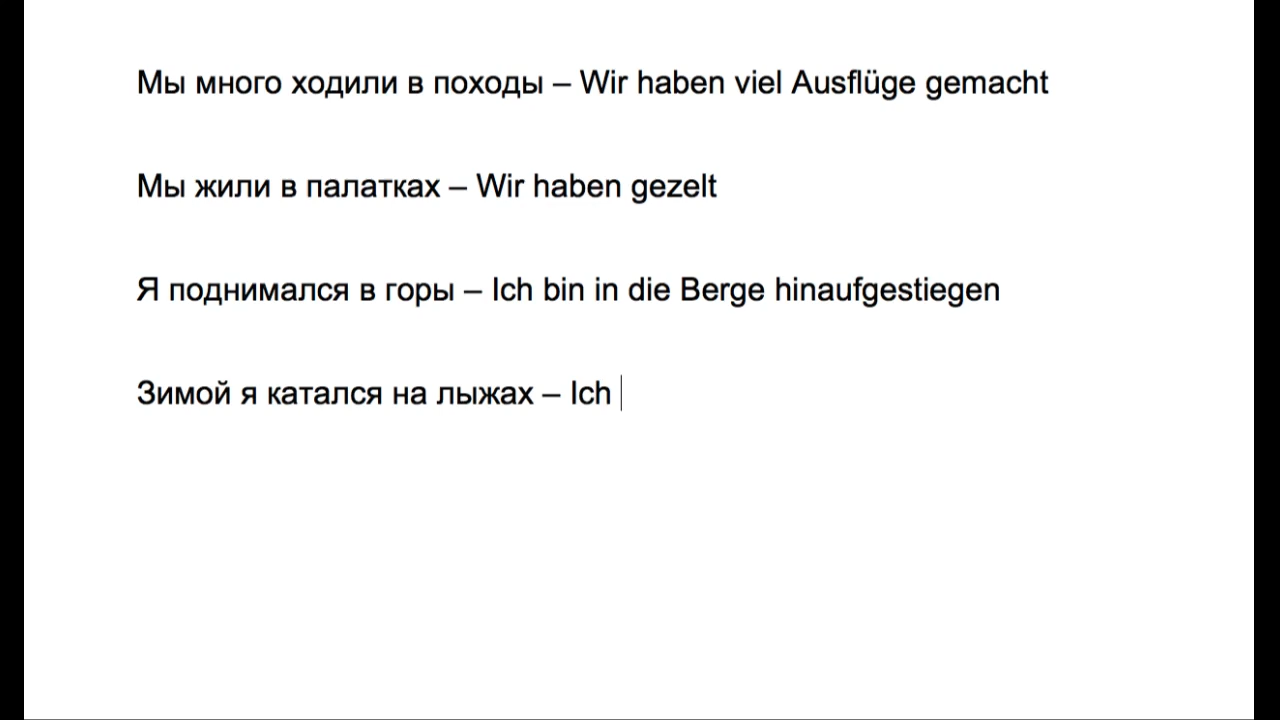 Мы много ходили в походы – Wir haben viel Ausflüge gemacht
Мы жили в палатках – Wir haben gezelt
Я поднимался в горы – Ich bin in die Berge hinaufgestiegen
Зимой я катался на лыжах – Ich